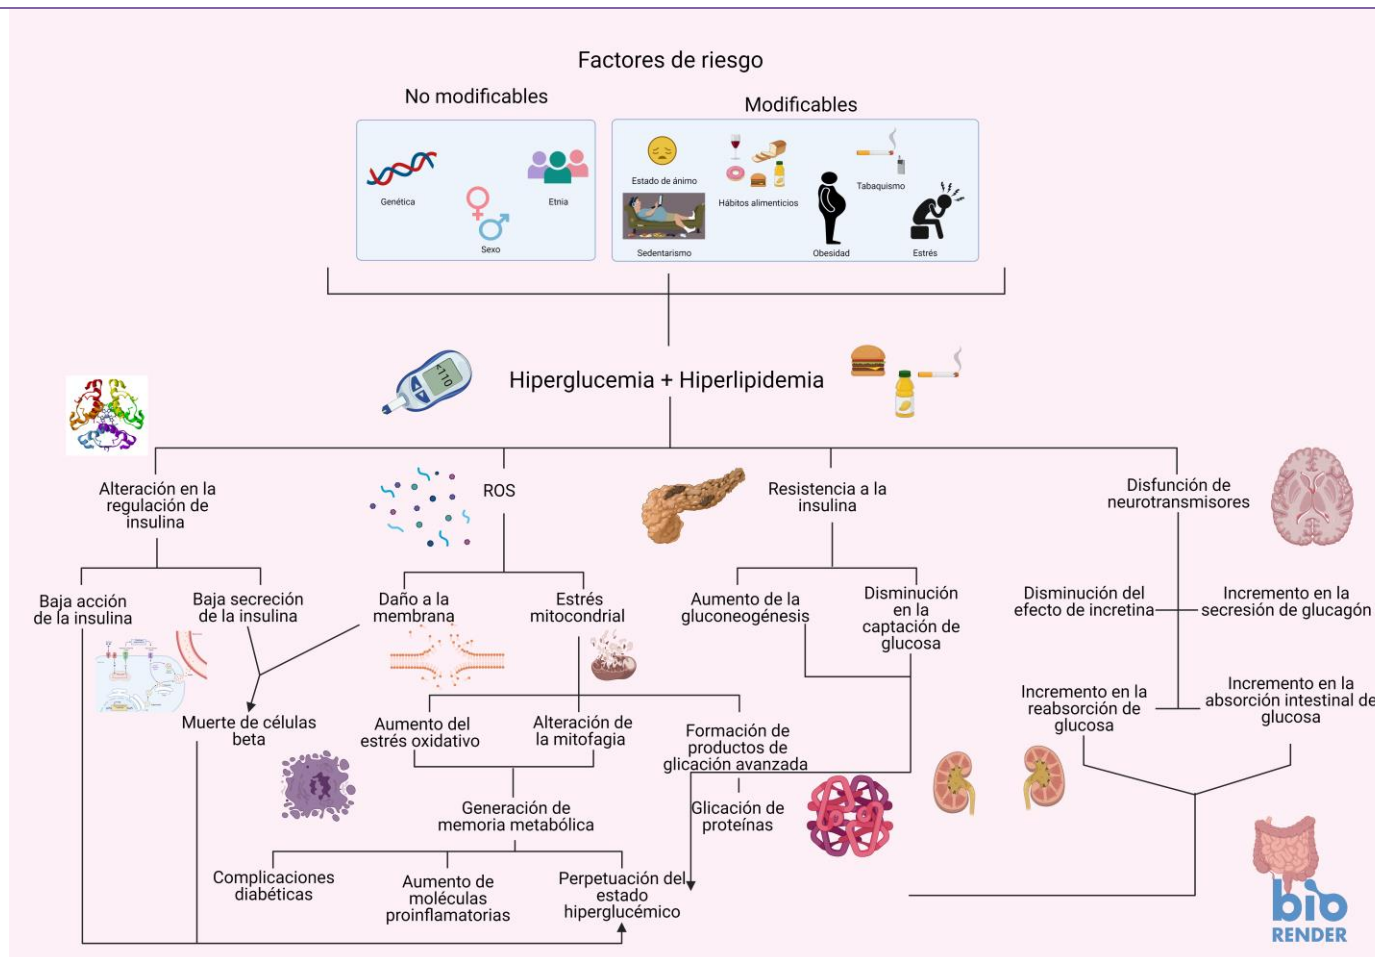 Factores de riesgo
No modificables
Modificables
Genética
Sexo
Etnia
Estado de ánimo
Hábitos alimenticios
Tabaquismo
Sedentarismo
Obesidad
Estrés
110
Hiperglucemia + Hiperlipidemia
Alteración en la
regulación de
insulina
ROS
Resistencia a la
insulina
Disfunción de
neurotransmisores
Baja acción
de la insulina
Baja secreción
de la insulina
Daño a la
membrana
Estrés
mitocondrial
Aumento de la
gluconeogénesis
Disminución
en la
captación de
glucosa
Disminución del
efecto de incretina
Incremento en la
secresión de glucagón
Muerte de células
beta
Aumento del
estrés oxidativo
Alteración de
la mitofagia
Formación de
productos de
glicación avanzada
Incremento en la
reabsorción de
glucosa
Incremento en la
absorción intestinal de
glucosa
Generación de
memoria metabólica
Glicación de
proteínas
Complicaciones
diabéticas
Aumento de
moléculas
proinflamatorias
Perpetuación del
estado
hiperglucémico
bio
RENDER